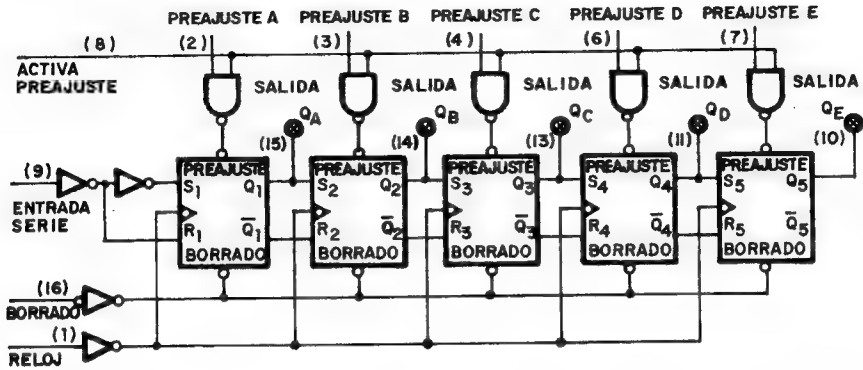 PREAJUSTE A PREAJUSTE B PREAJUSTE C PREAJUSTE D PREAJUSTE E
(8) (2) (3) (4) (6) (7)
ACTIVA
PREAJUSTE
SALIDA SALIDA SALIDA SALIDA SALIDA
QA QB QC QD QE
(15) (14) (13) (11) (10)
(9)
ENTRADA
SERIE
PREAJUSTE PREAJUSTE PREAJUSTE PREAJUSTE PREAJUSTE
S1 Q1 S2 Q2 S3 Q3 S4 Q4 S5 Q5
R1 Q̅1 R2 Q̅2 R3 Q̅3 R4 Q̅4 R5 Q̅5
BORRADO BORRADO BORRADO BORRADO BORRADO
(16)
BORRADO
(1)
RELOJ